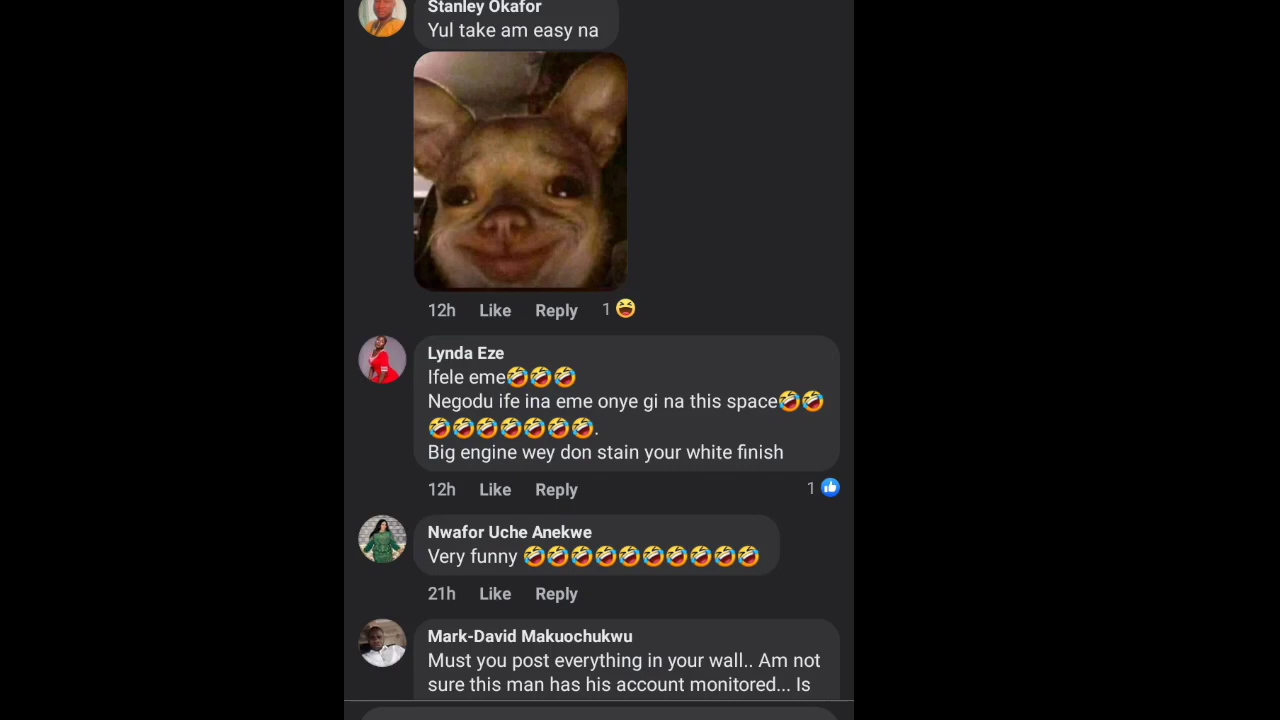 Stanley Okafor
Yul take am easy na
12h Like Reply 1 😆
Lynda Eze
Ifele eme🤣🤣🤣
Negodu ife ina eme onye gi na this space🤣🤣
🤣🤣🤣🤣🤣🤣🤣.
Big engine wey don stain your white finish
12h Like Reply 1 👍
Nwafor Uche Anekwe
Very funny 🤣🤣🤣🤣🤣🤣🤣🤣🤣🤣
21h Like Reply
Mark-David Makuochukwu
Must you post everything in your wall.. Am not
sure this man has his account monitored... Is